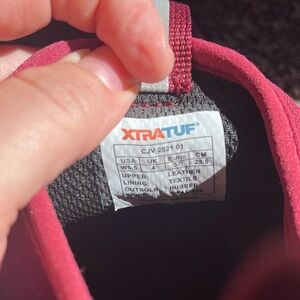 XTRATUF
CJV 2021 01
USA UK Euro CM
W6.5 4 37 23.5
UPPER: LEATHER
LINING: TEXTILE
OUTSOLE: RUBBER